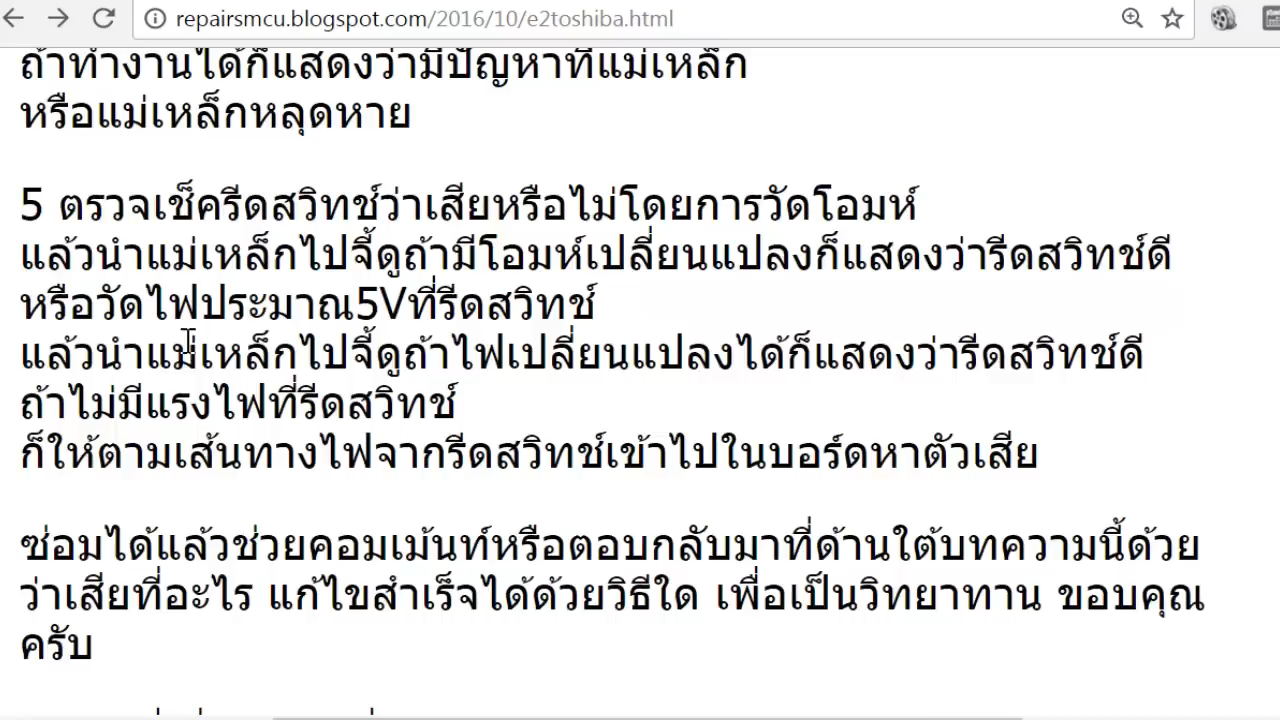 repairsmcu.blogspot.com/2016/10/e2toshiba.html
ถ้าทำงานได้ก็แสดงว่ามีปัญหาที่แม่เหล็ก
หรือแม่เหล็กหลุดหาย
5 ตรวจเช็ครีดสวิทช์ว่าเสียหรือไม่โดยการวัดโอมห์
แล้วนำแม่เหล็กไปจี้ดูถ้ามีโอมห์เปลี่ยนแปลงก็แสดงว่ารีดสวิทช์ดี
หรือวัดไฟประมาณ5Vที่รีดสวิทช์
แล้วนำแม่เหล็กไปจี้ดูถ้าไฟเปลี่ยนแปลงได้ก็แสดงว่ารีดสวิทช์ดี
ถ้าไม่มีแรงไฟที่รีดสวิทช์
ก็ให้ตามเส้นทางไฟจากรีดสวิทช์เข้าไปในบอร์ดหาตัวเสีย
ซ่อมได้แล้วช่วยคอมเม้นท์หรือตอบกลับมาที่ด้านใต้บทความนี้ด้วย
ว่าเสียที่อะไร แก้ไขสำเร็จได้ด้วยวิธีใด เพื่อเป็นวิทยาทาน ขอบคุณ
ครับ